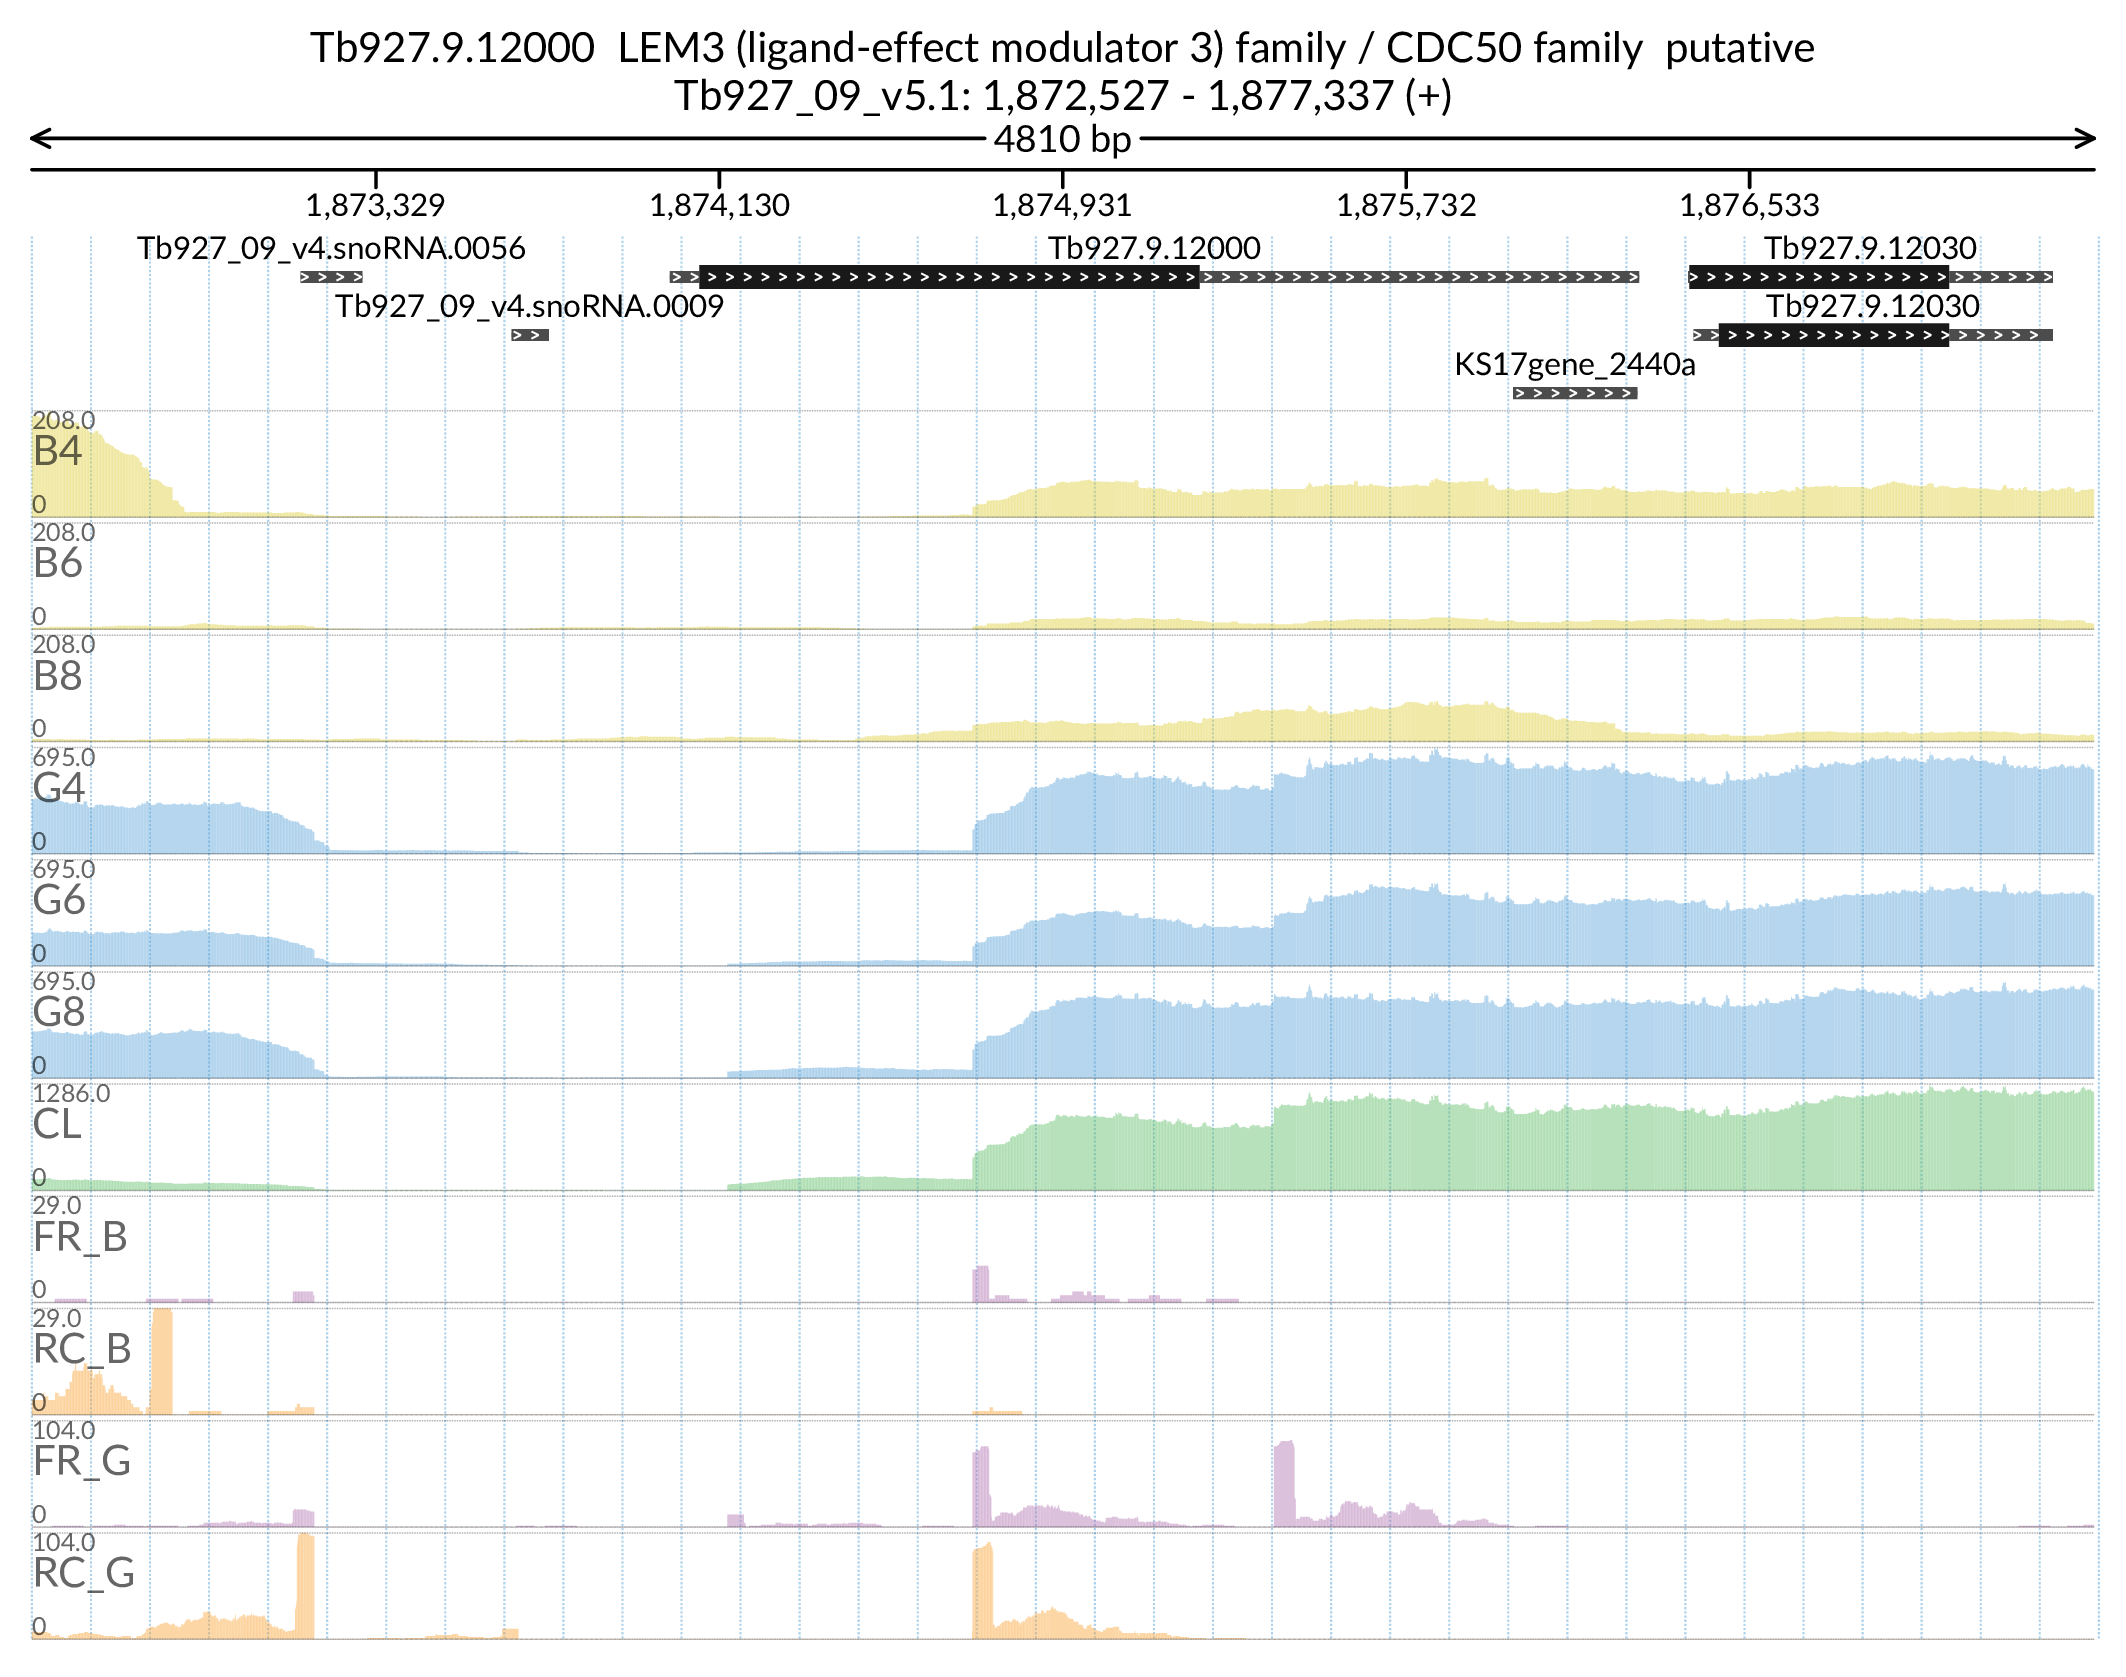 Tb927.9.12000  LEM3 (ligand-effect modulator 3) family / CDC50 family  putative
Tb927_09_v5.1: 1,872,527 - 1,877,337 (+)
4810 bp
1,873,329 1,874,130 1,874,931 1,875,732 1,876,533
Tb927_09_v4.snoRNA.0056 Tb927.9.12000 Tb927.9.12030
Tb927_09_v4.snoRNA.0009 Tb927.9.12030
KS17gene_2440a
208.0
B4
0
208.0
B6
0
208.0
B8
0
695.0
G4
0
695.0
G6
0
695.0
G8
0
1286.0
CL
0
29.0
FR_B
0
29.0
RC_B
0
104.0
FR_G
0
104.0
RC_G
0